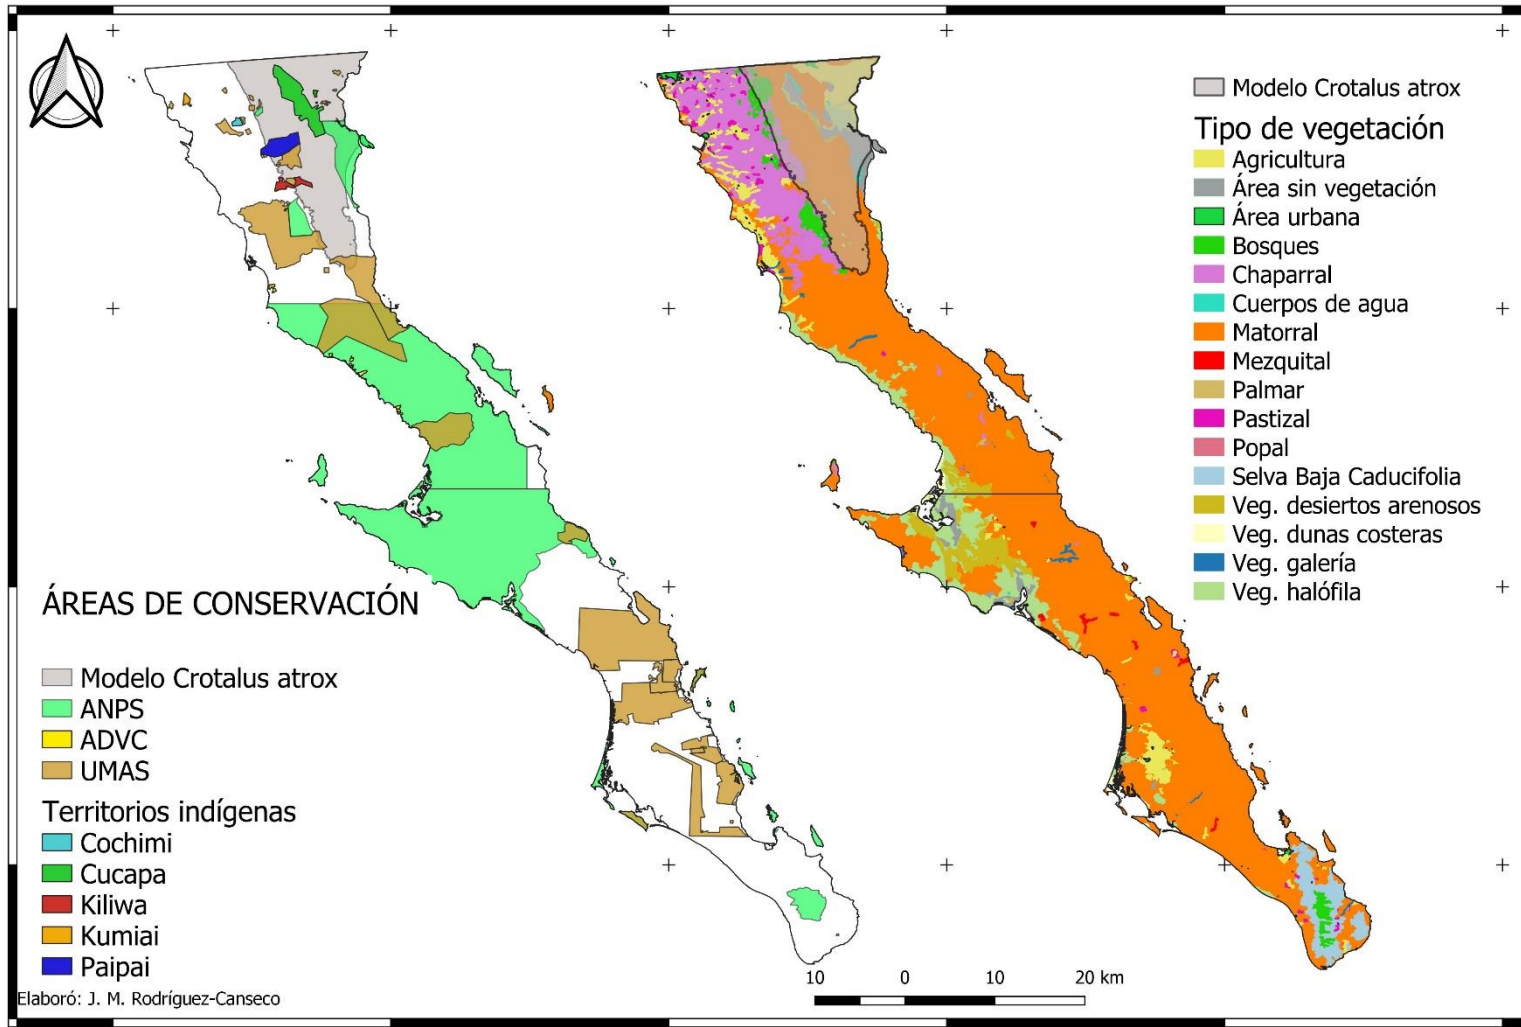 ÁREAS DE CONSERVACIÓN
Modelo Crotalus atrox
ANPS
ADVC
UMAS
Territorios indígenas
Cochimi
Cucapa
Kiliwa
Kumiai
Paipai
Elaboró: J. M. Rodríguez-Canseco
Modelo Crotalus atrox
Tipo de vegetación
Agricultura
Área sin vegetación
Área urbana
Bosques
Chaparral
Cuerpos de agua
Matorral
Mezquital
Palmar
Pastizal
Popal
Selva Baja Caducifolia
Veg. desiertos arenosos
Veg. dunas costeras
Veg. galería
Veg. halófila
10 0 10 20 km